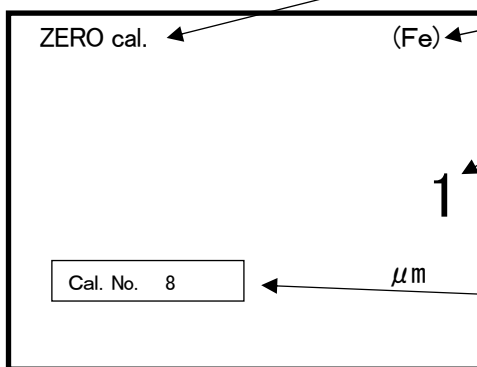 ZERO cal. (Fe)
1
Cal. No. 8 μm